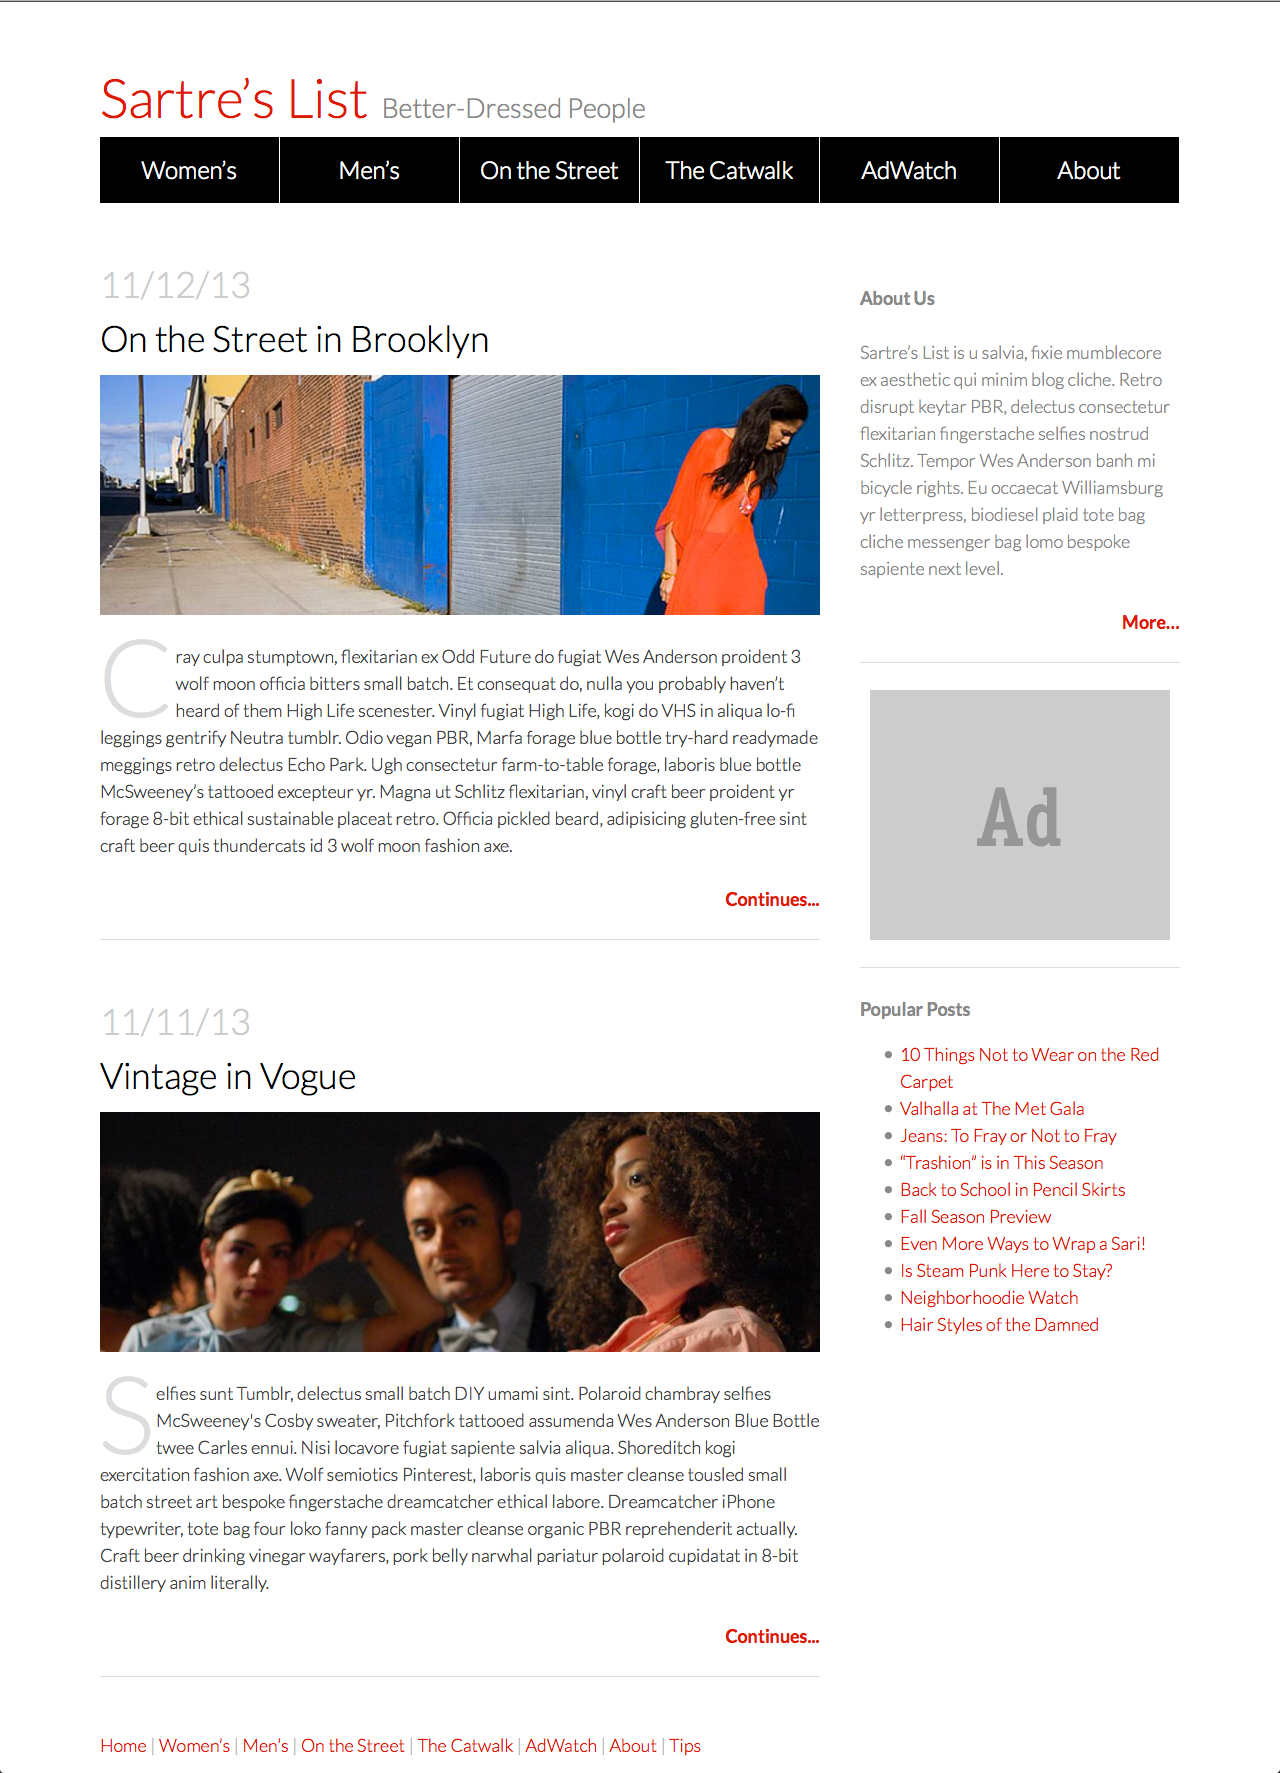 Sartre’s List Better-Dressed People
Women’s Men’s On the Street The Catwalk AdWatch About
11/12/13
On the Street in Brooklyn
Cray culpa stumptown, flexitarian ex Odd Future do fugiat Wes Anderson proident 3
wolf moon officia bitters small batch. Et consequat do, nulla you probably haven’t
heard of them High Life scenester. Vinyl fugiat High Life, kogi do VHS in aliqua lo-fi
leggings gentrify Neutra tumblr. Odio vegan PBR, Marfa forage blue bottle try-hard readymade
meggings retro delectus Echo Park. Ugh consectetur farm-to-table forage, laboris blue bottle
McSweeney’s tattooed excepteur yr. Magna ut Schlitz flexitarian, vinyl craft beer proident yr
forage 8-bit ethical sustainable placeat retro. Officia pickled beard, adipisicing gluten-free sint
craft beer quis thundercats id 3 wolf moon fashion axe.
Continues...
11/11/13
Vintage in Vogue
Selfies sunt Tumblr, delectus small batch DIY umami sint. Polaroid chambray selfies
McSweeney's Cosby sweater, Pitchfork tattooed assumenda Wes Anderson Blue Bottle
twee Carles ennui. Nisi locavore fugiat sapiente salvia aliqua. Shoreditch kogi
exercitation fashion axe. Wolf semiotics Pinterest, laboris quis master cleanse tousled small
batch street art bespoke fingerstache dreamcatcher ethical labore. Dreamcatcher iPhone
typewriter, tote bag four loko fanny pack master cleanse organic PBR reprehenderit actually.
Craft beer drinking vinegar wayfarers, pork belly narwhal pariatur polaroid cupidatat in 8-bit
distillery anim literally.
Continues...
About Us
Sartre’s List is u salvia, fixie mumblecore
ex aesthetic qui minim blog cliche. Retro
disrupt keytar PBR, delectus consectetur
flexitarian fingerstache selfies nostrud
Schlitz. Tempor Wes Anderson banh mi
bicycle rights. Eu occaecat Williamsburg
yr letterpress, biodiesel plaid tote bag
cliche messenger bag lomo bespoke
sapiente next level.
More...
Ad
Popular Posts
• 10 Things Not to Wear on the Red
Carpet
• Valhalla at The Met Gala
• Jeans: To Fray or Not to Fray
• “Trashion” is in This Season
• Back to School in Pencil Skirts
• Fall Season Preview
• Even More Ways to Wrap a Sari!
• Is Steam Punk Here to Stay?
• Neighborhoodie Watch
• Hair Styles of the Damned
Home | Women’s | Men’s | On the Street | The Catwalk | AdWatch | About | Tips